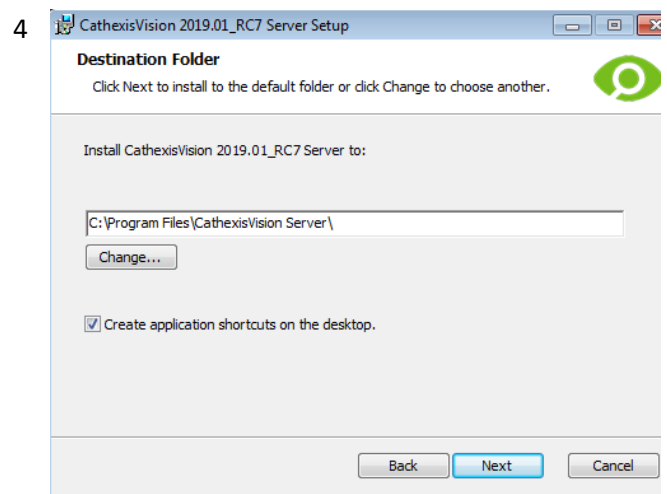 4
CathexisVision 2019.01_RC7 Server Setup
Destination Folder
Click Next to install to the default folder or click Change to choose another.
Install CathexisVision 2019.01_RC7 Server to:
C:\Program Files\CathexisVision Server\
Change...
Create application shortcuts on the desktop.
Back Next Cancel